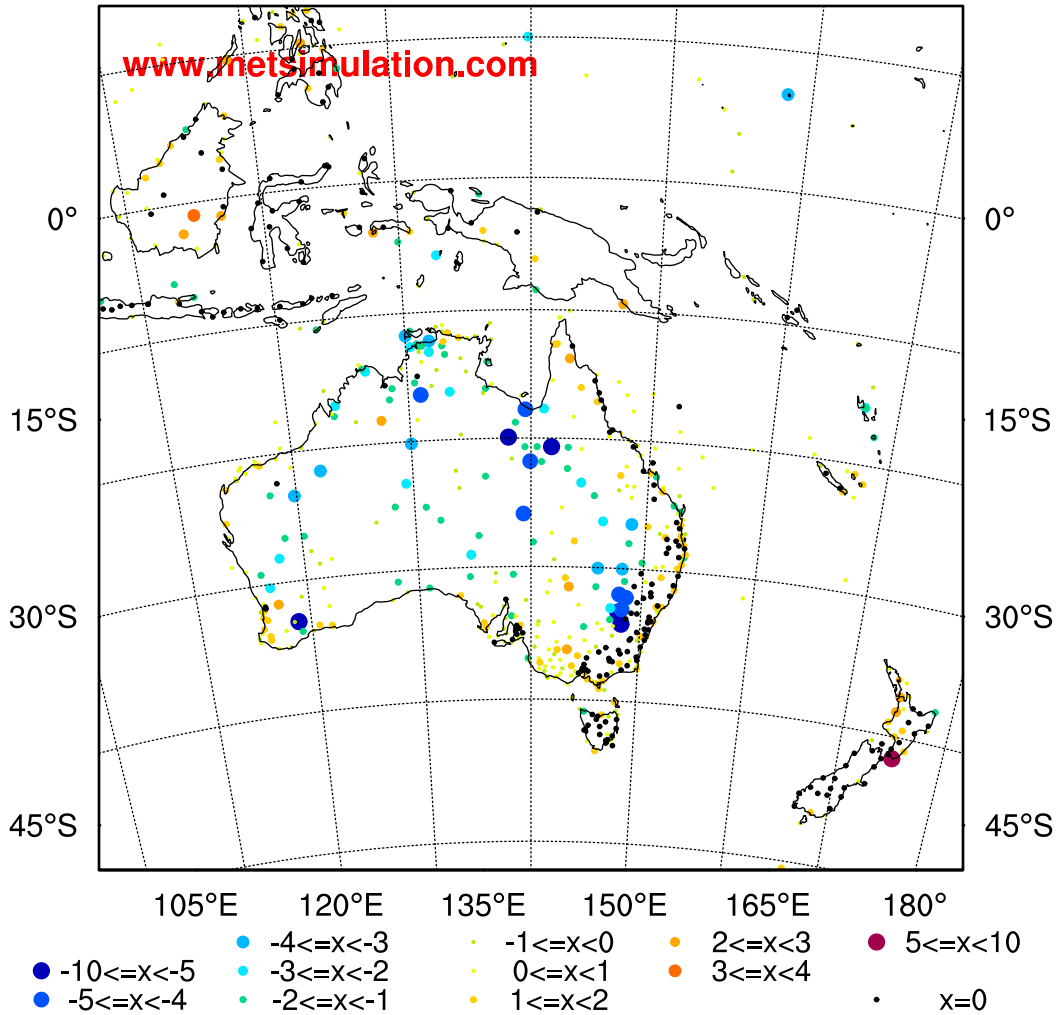 www.metsimulation.com
0° 0°
15°S 15°S
30°S 30°S
45°S 45°S
105°E 120°E 135°E 150°E 165°E 180°
-4<=x<-3 -1<=x<0 2<=x<3 5<=x<10
-10<=x<-5 -3<=x<-2 0<=x<1 3<=x<4
-5<=x<-4 -2<=x<-1 1<=x<2 x=0